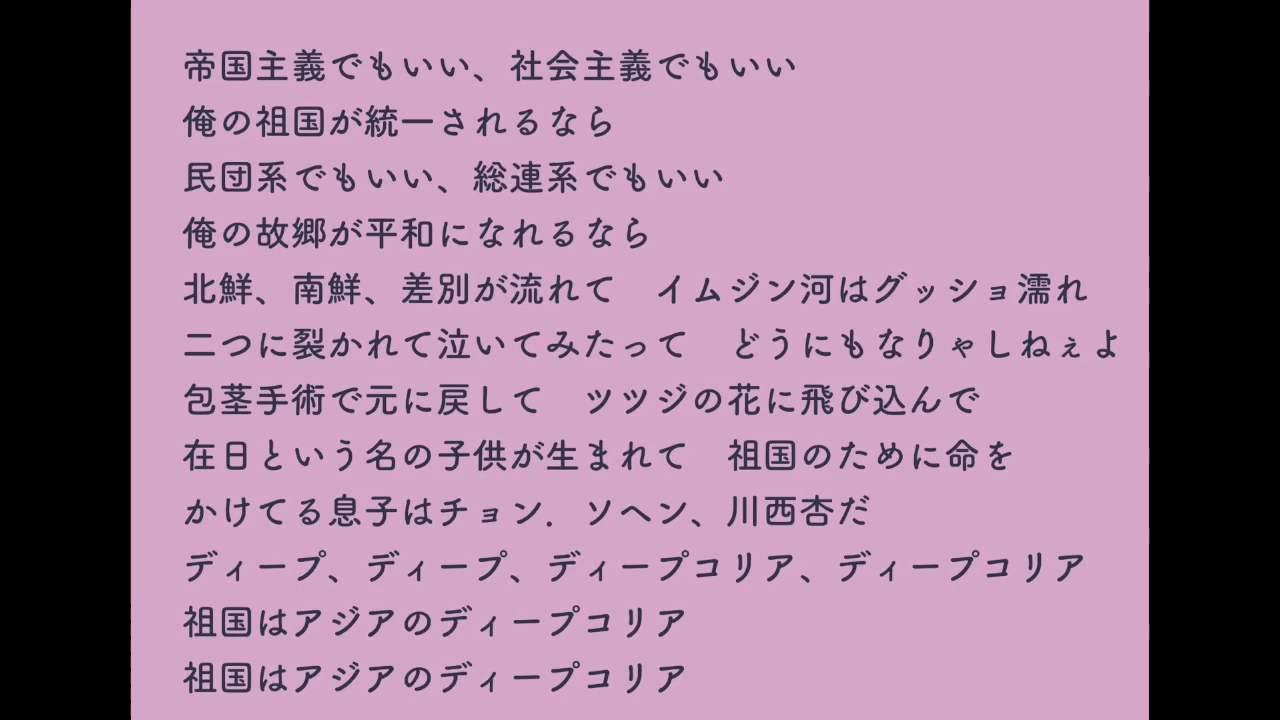 帝国主義でもいい、社会主義でもいい
俺の祖国が統一されるなら
民団系でもいい、総連系でもいい
俺の故郷が平和になれるなら
北鮮、南鮮、差別が流れて　イムジン河はグッショ濡れ
二つに裂かれて泣いてみたって　どうにもなりゃしねぇよ
包茎手術で元に戻して　ツツジの花に飛び込んで
在日という名の子供が生まれて　祖国のために命を
かけてる息子はチョン．ソヘン、川西杏だ
ディープ、ディープ、ディープコリア、ディープコリア
祖国はアジアのディープコリア
祖国はアジアのディープコリア